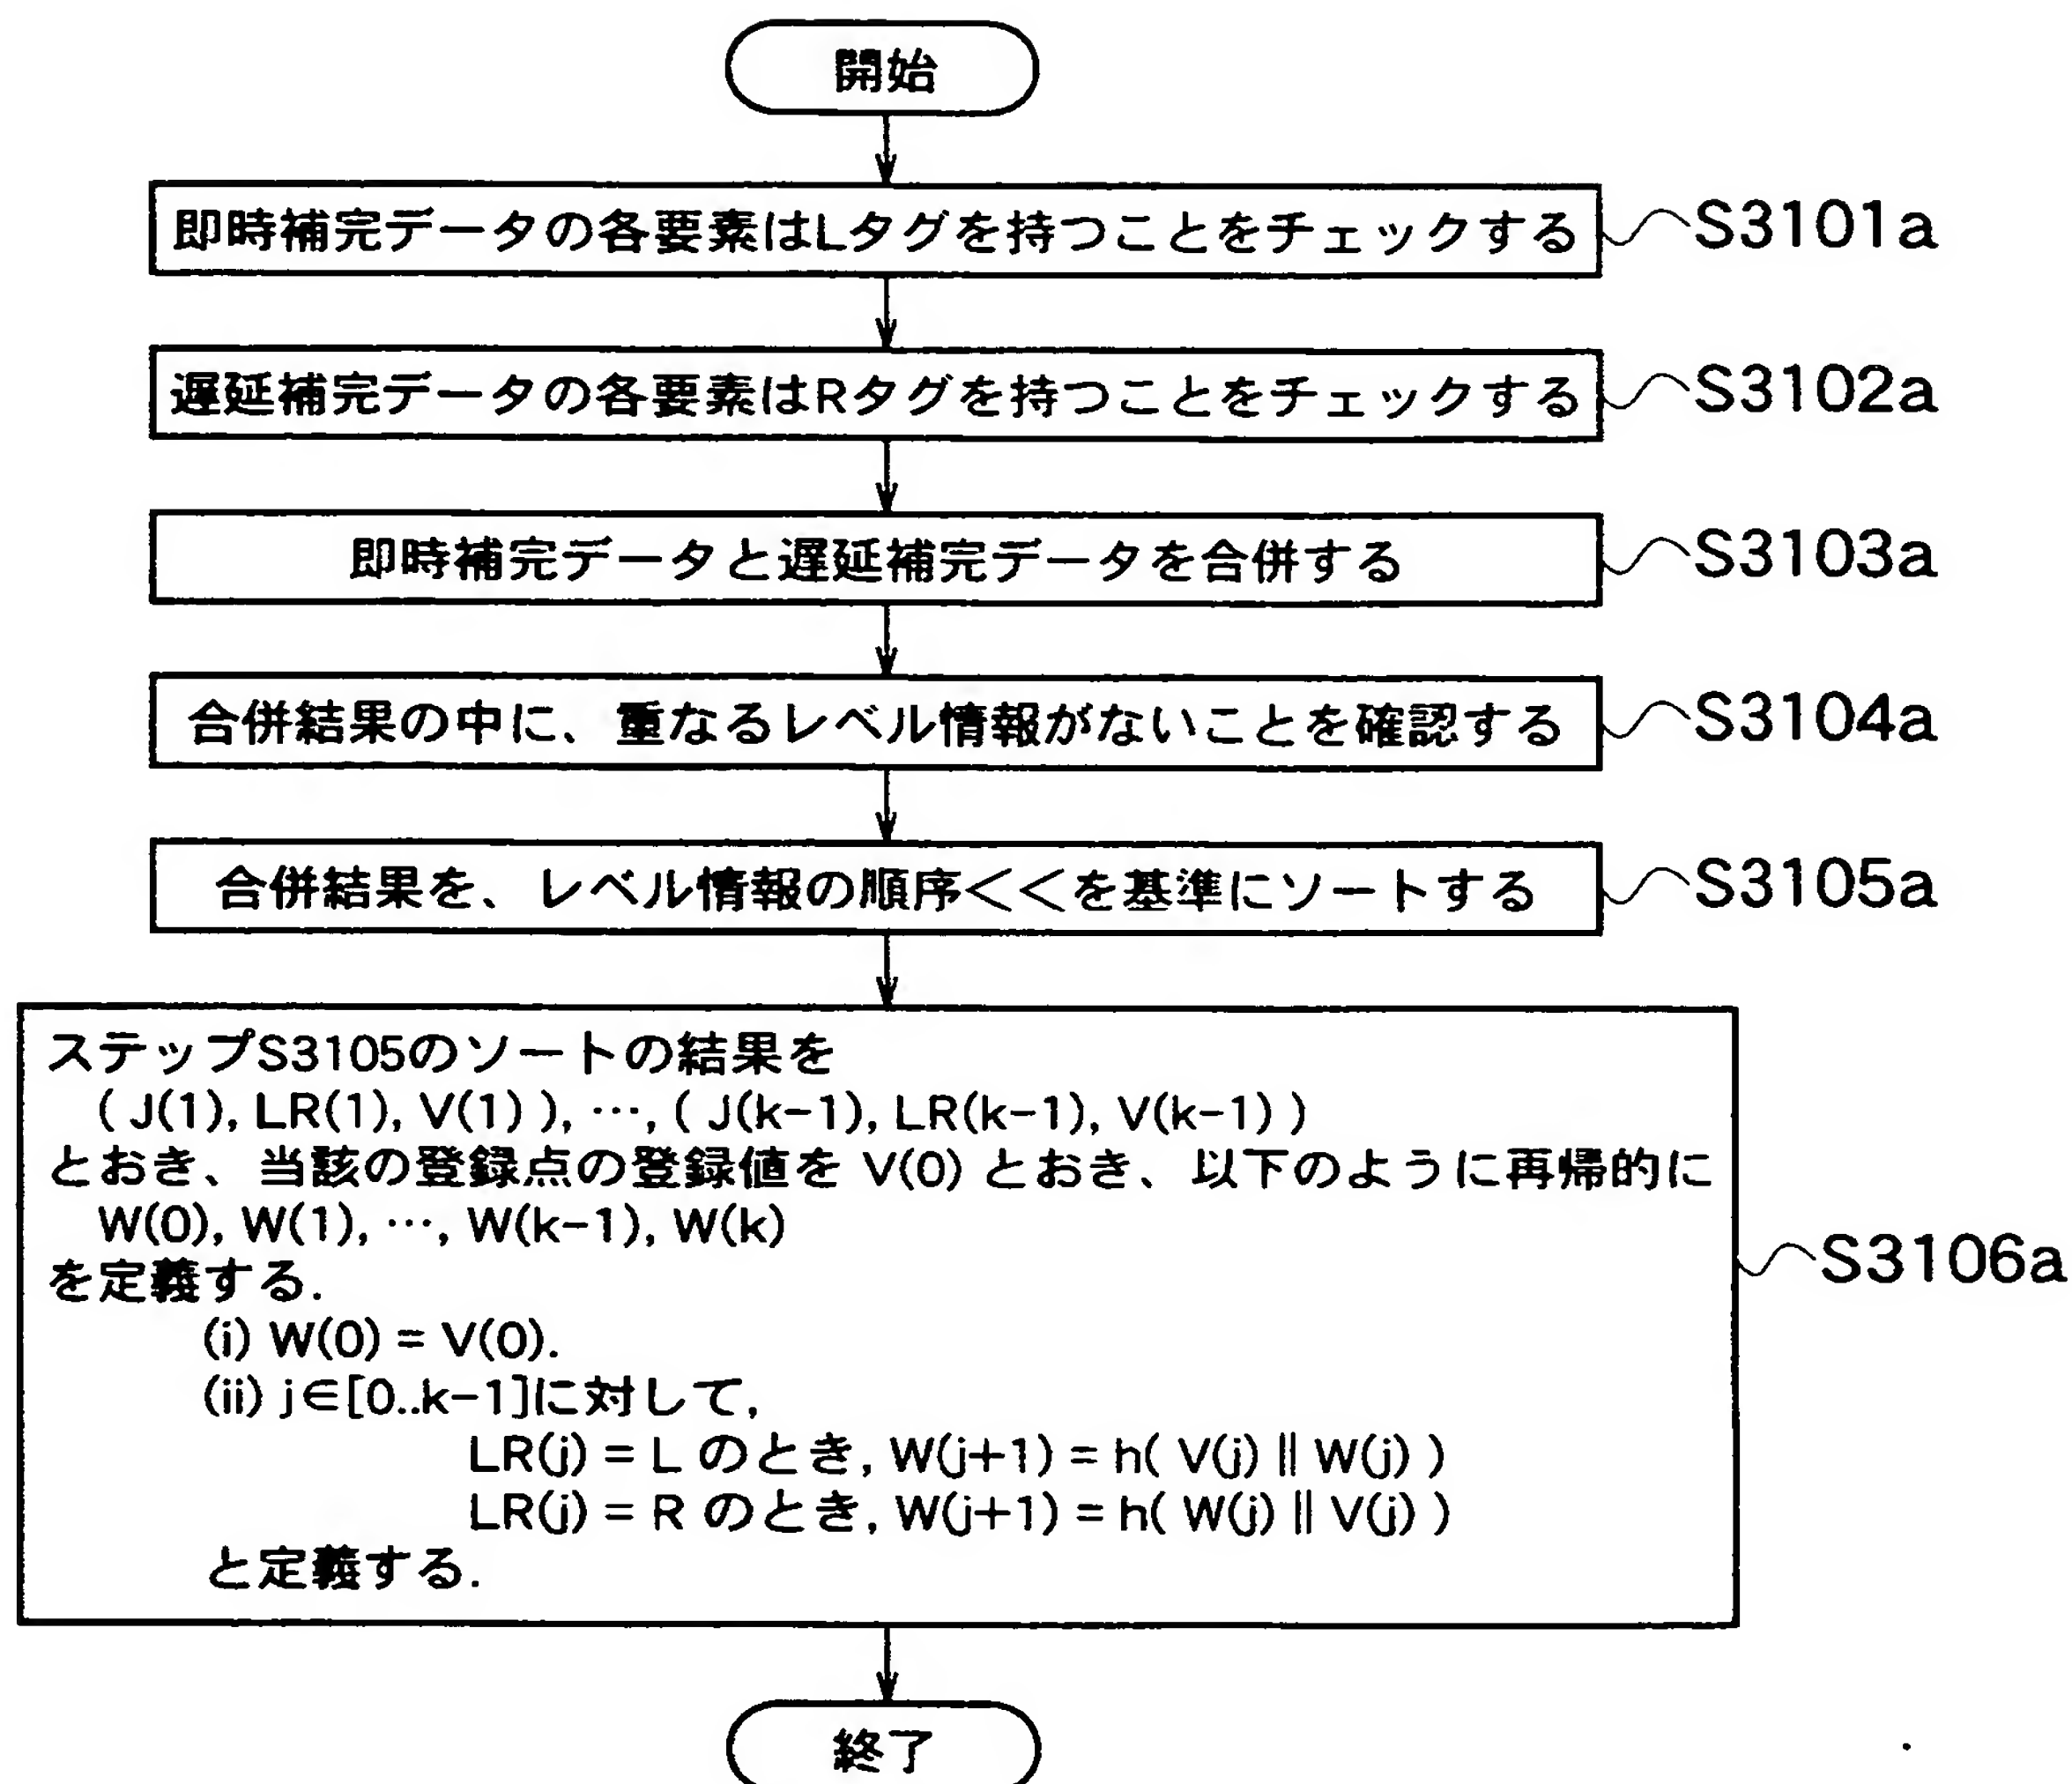 開始
即時補完データの各要素はLタグを持つことをチェックする
S3101a
遅延補完データの各要素はRタグを持つことをチェックする
S3102a
即時補完データと遅延補完データを合併する
S3103a
合併結果の中に、重なるレベル情報がないことを確認する
S3104a
合併結果を、レベル情報の順序<<を基準にソートする
S3105a
ステップS3105のソートの結果を
( J(1), LR(1), V(1) ), …, ( J(k-1), LR(k-1), V(k-1) )
とおき、当該の登録点の登録値を V(0) とおき、以下のように再帰的に
W(0), W(1), …, W(k-1), W(k)
を定義する.
(i) W(0) = V(0).
(ii) j∈[0..k-1]に対して,
LR(j) = L のとき, W(j+1) = h( V(j) || W(j) )
LR(j) = R のとき, W(j+1) = h( W(j) || V(j) )
と定義する.
S3106a
終了